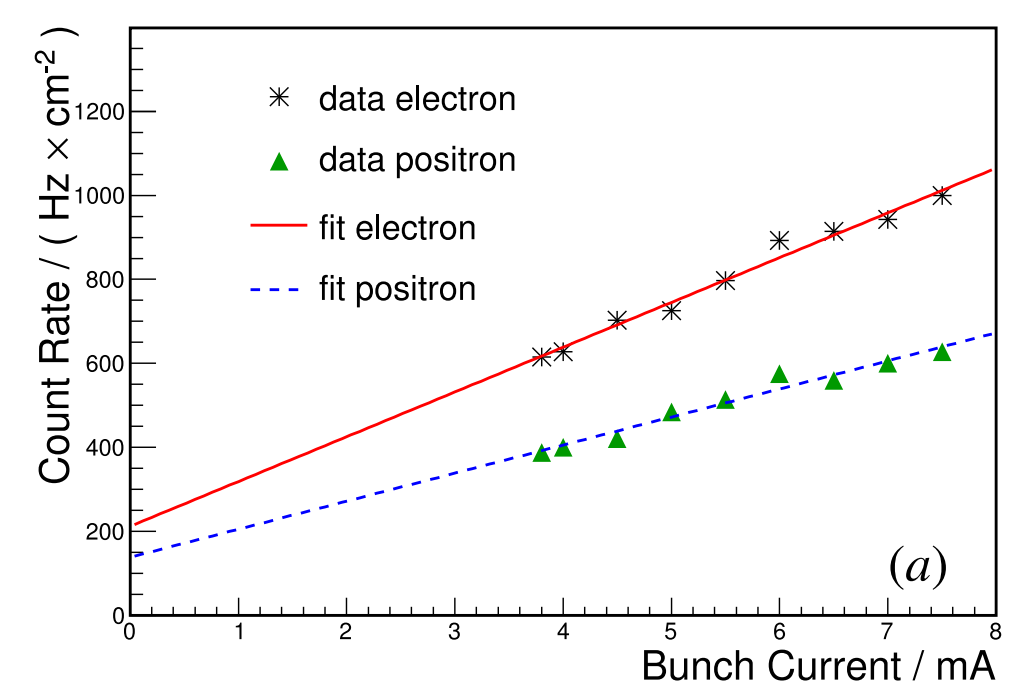 Count Rate / ( Hz × cm⁻² )
1200
1000
800
600
400
200
0
data electron
data positron
fit electron
fit positron
(a)
0 1 2 3 4 5 6 7 8
Bunch Current / mA